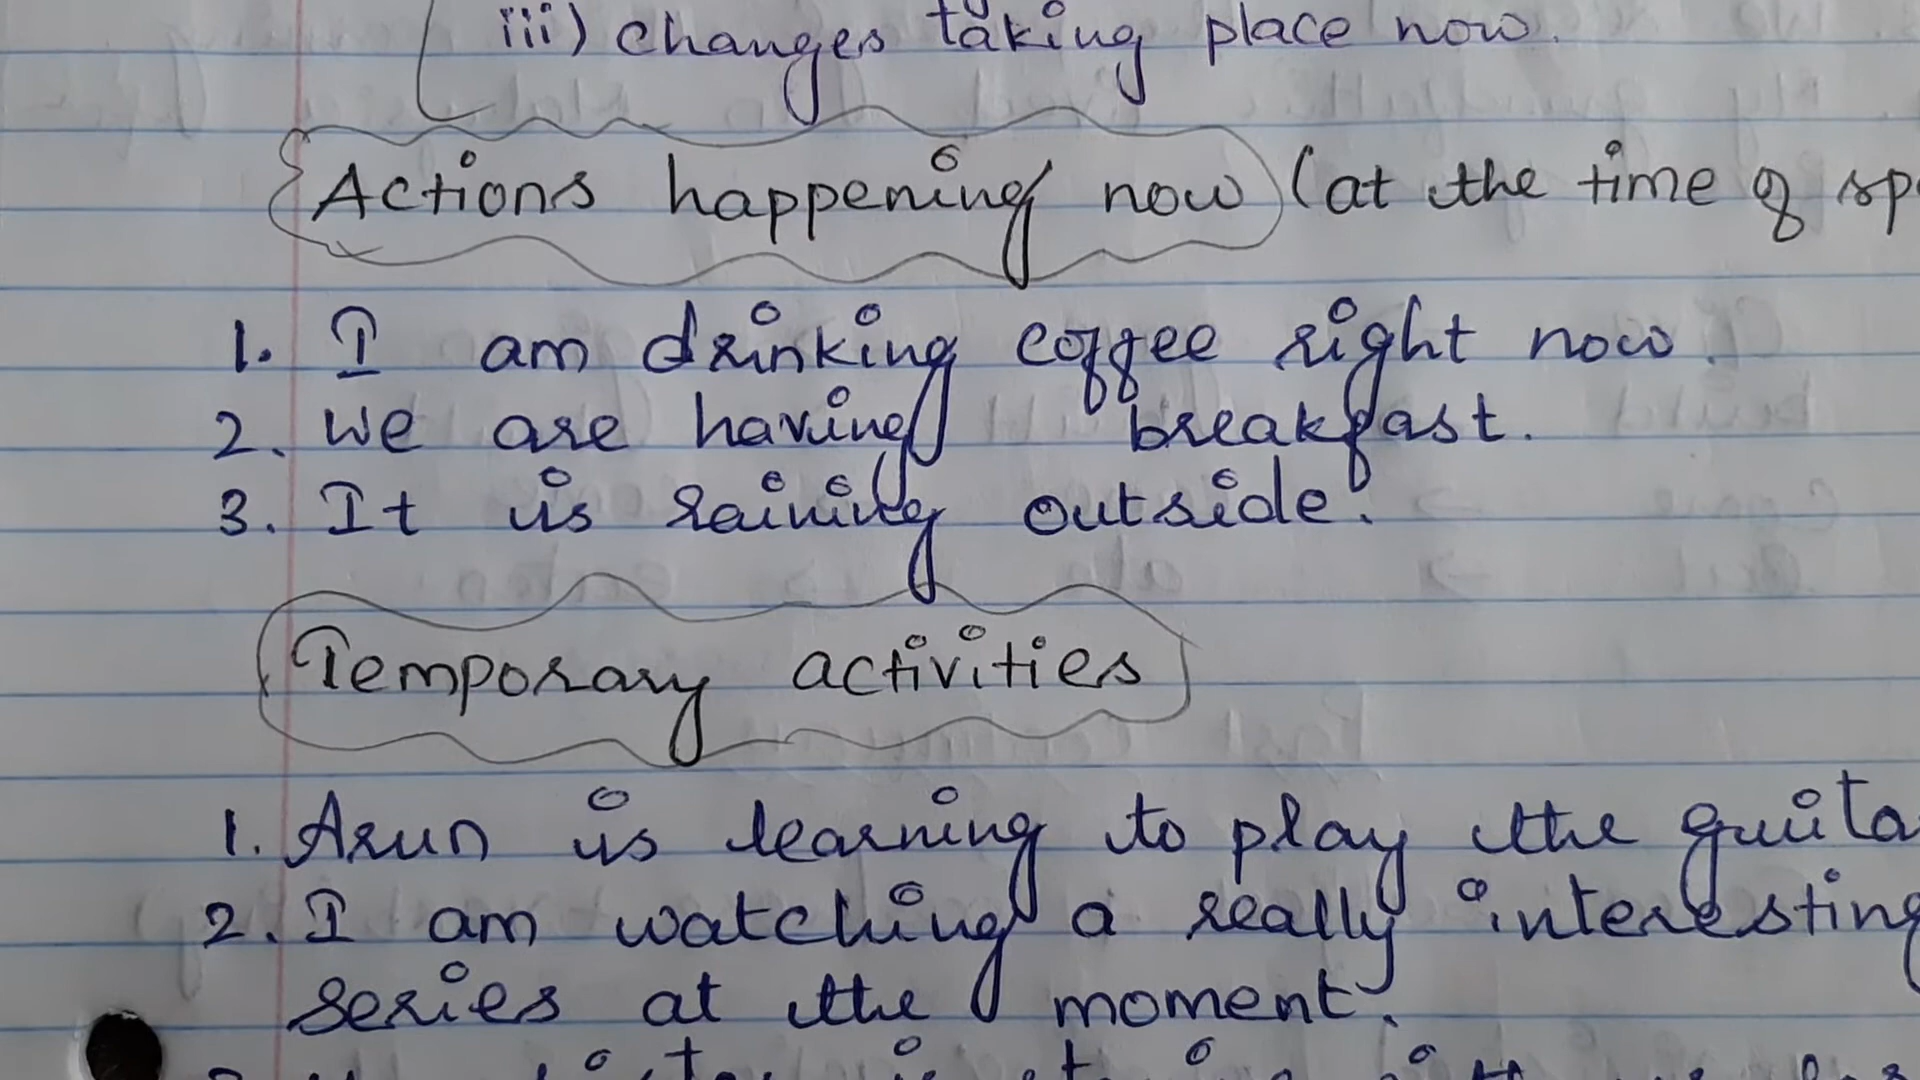 iii) changes taking place now.
Actions happening now (at the time of
1. I am drinking coffee right now.
2. We are having breakfast.
3. It is raining outside.
Temporary activities
1. Arun is learning to play the
2. I am watching a really interesting
series at the moment.